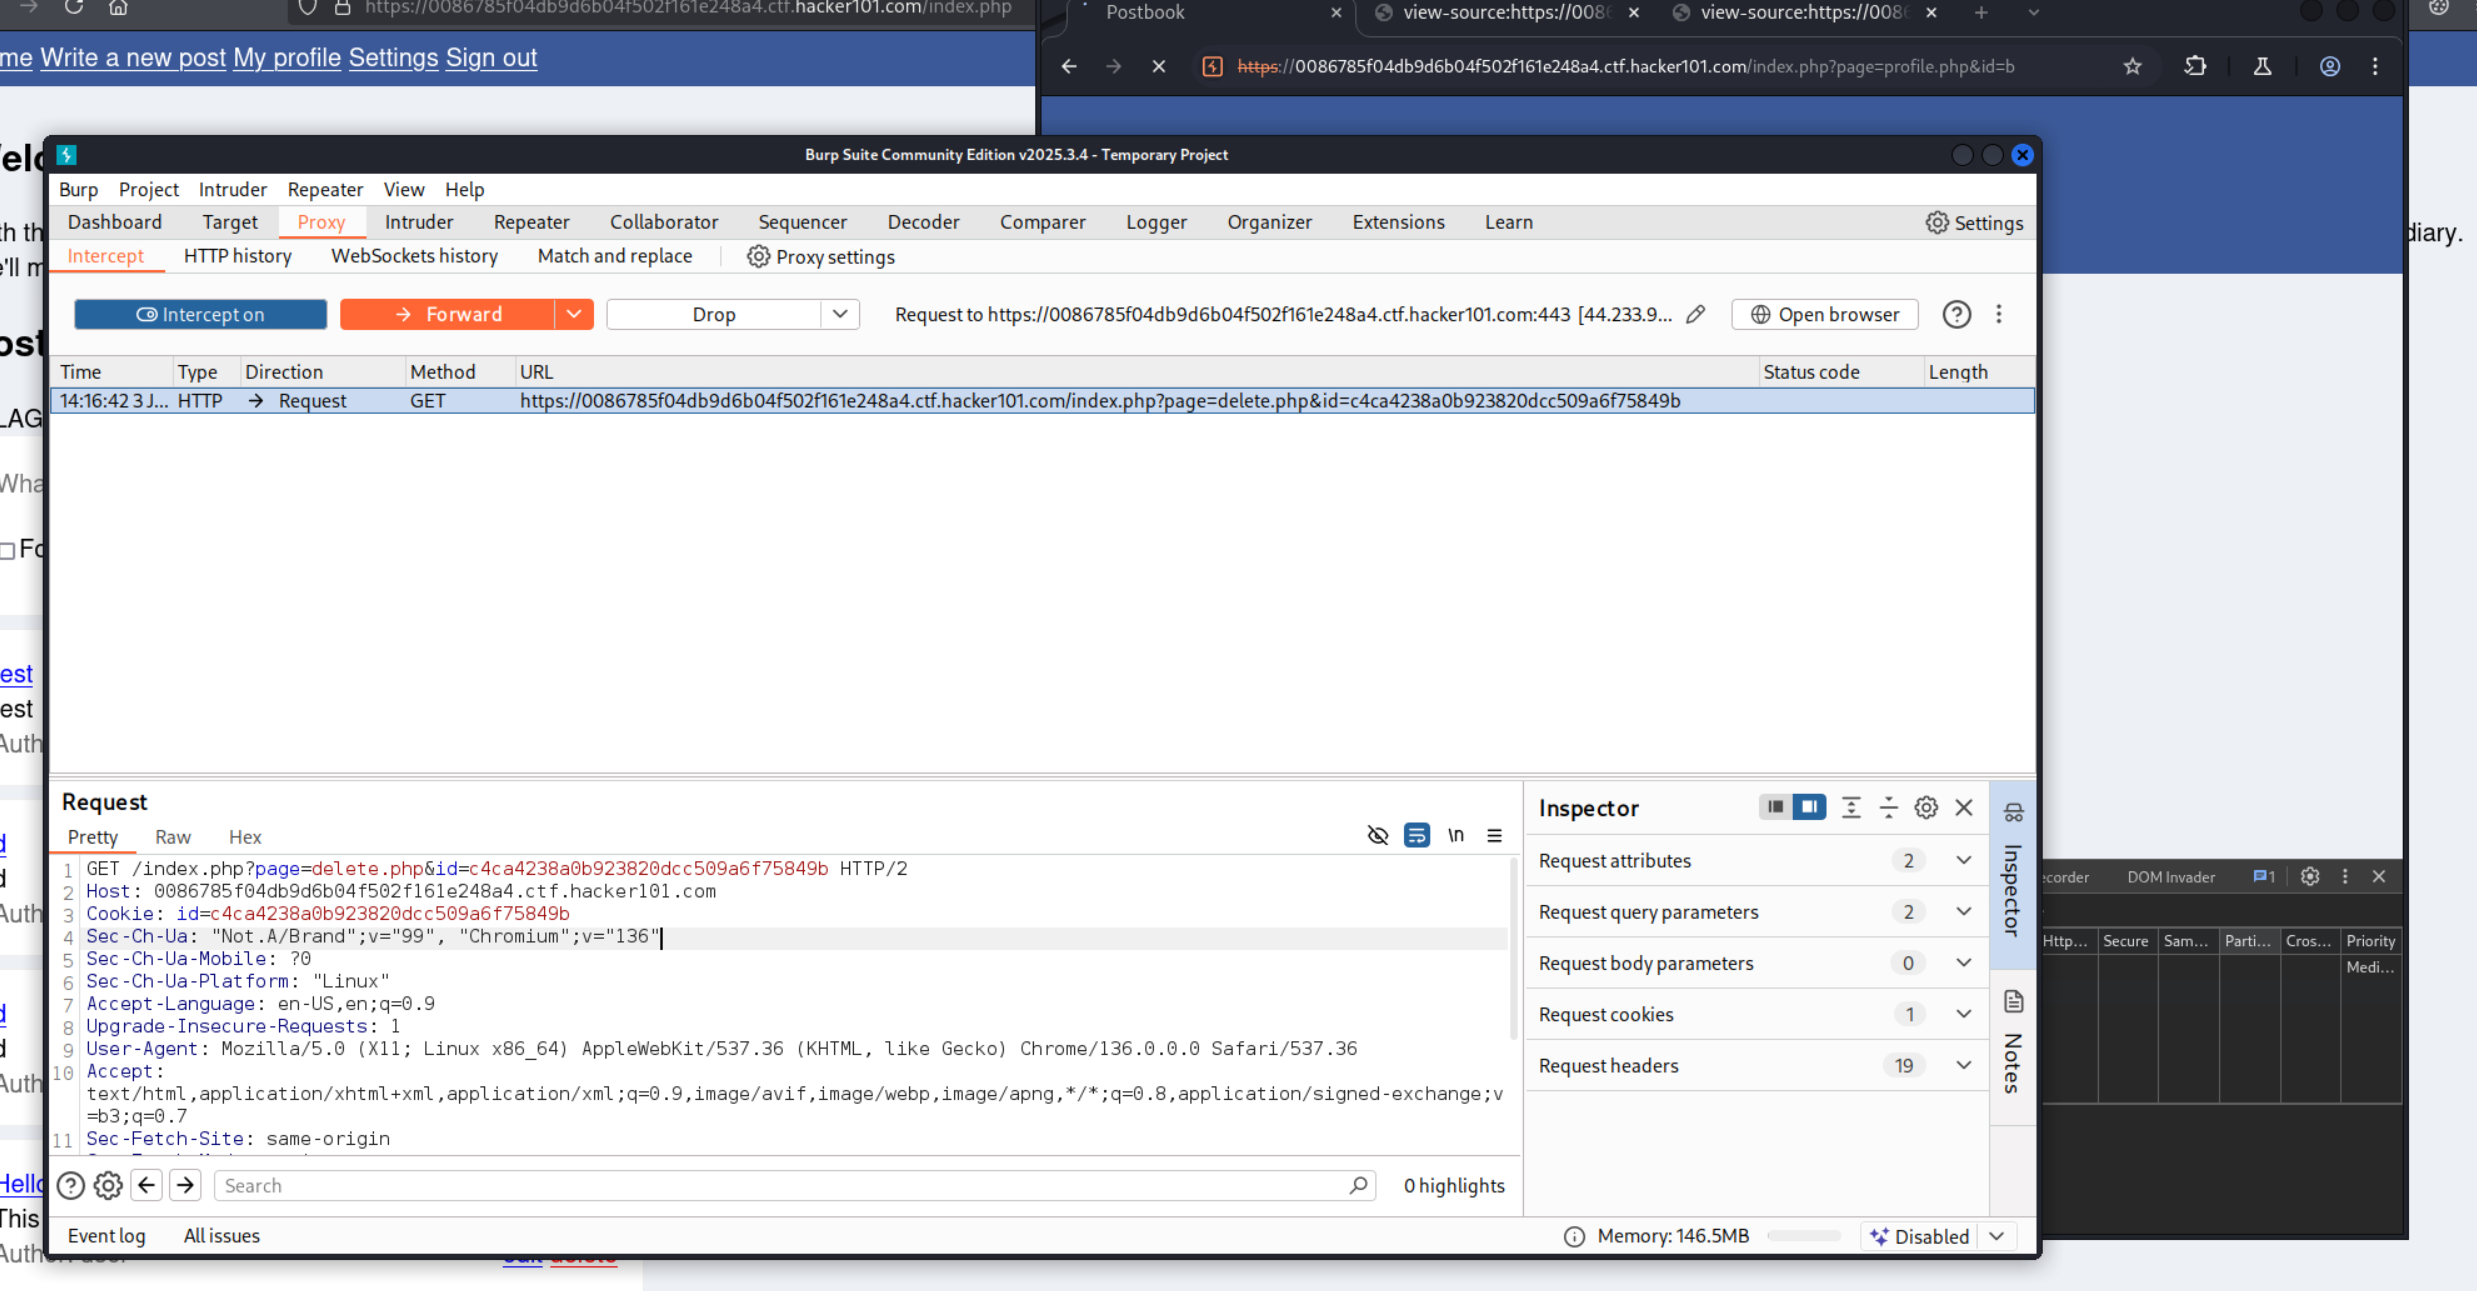 https://0086785f04db9d6b04f502f161e248a4.ctf.hacker101.com/index.php
Postbook
view-source:https://008
view-source:https://008
me Write a new post My profile Settings Sign out
https://0086785f04db9d6b04f502f161e248a4.ctf.hacker101.com/index.php?page=profile.php&id=b
Burp Suite Community Edition v2025.3.4 - Temporary Project
Burp Project Intruder Repeater View Help
Dashboard Target Proxy Intruder Repeater Collaborator Sequencer Decoder Comparer Logger Organizer Extensions Learn Settings
Intercept HTTP history WebSockets history Match and replace Proxy settings
th th
diary.
e'll m
Intercept on Forward Drop Request to https://0086785f04db9d6b04f502f161e248a4.ctf.hacker101.com:443 [44.233.9... Open browser
ost
Time Type Direction Method URL Status code Length
14:16:42 3 J... HTTP → Request GET https://0086785f04db9d6b04f502f161e248a4.ctf.hacker101.com/index.php?page=delete.php&id=c4ca4238a0b923820dcc509a6f75849b
LAG
Wha
Fo
est
est
Auth
Request
Inspector
Pretty Raw Hex \n
1 GET /index.php?page=delete.php&id=c4ca4238a0b923820dcc509a6f75849b HTTP/2
2 Host: 0086785f04db9d6b04f502f161e248a4.ctf.hacker101.com
3 Cookie: id=c4ca4238a0b923820dcc509a6f75849b
4 Sec-Ch-Ua: "Not.A/Brand";v="99", "Chromium";v="136"
5 Sec-Ch-Ua-Mobile: ?0
6 Sec-Ch-Ua-Platform: "Linux"
7 Accept-Language: en-US,en;q=0.9
8 Upgrade-Insecure-Requests: 1
9 User-Agent: Mozilla/5.0 (X11; Linux x86_64) AppleWebKit/537.36 (KHTML, like Gecko) Chrome/136.0.0.0 Safari/537.36
10 Accept:
text/html,application/xhtml+xml,application/xml;q=0.9,image/avif,image/webp,image/apng,*/*;q=0.8,application/signed-exchange;v
=b3;q=0.7
11 Sec-Fetch-Site: same-origin
Request attributes 2
Request query parameters 2
Request body parameters 0
Request cookies 1
Request headers 19
Inspector
Notes
ecorder DOM Invader 1
Http... Secure Sam... Parti... Cros... Priority
Medi...
d
d
Auth
d
d
Auth
Hello
This
Search
0 highlights
Event log All issues Memory: 146.5MB Disabled